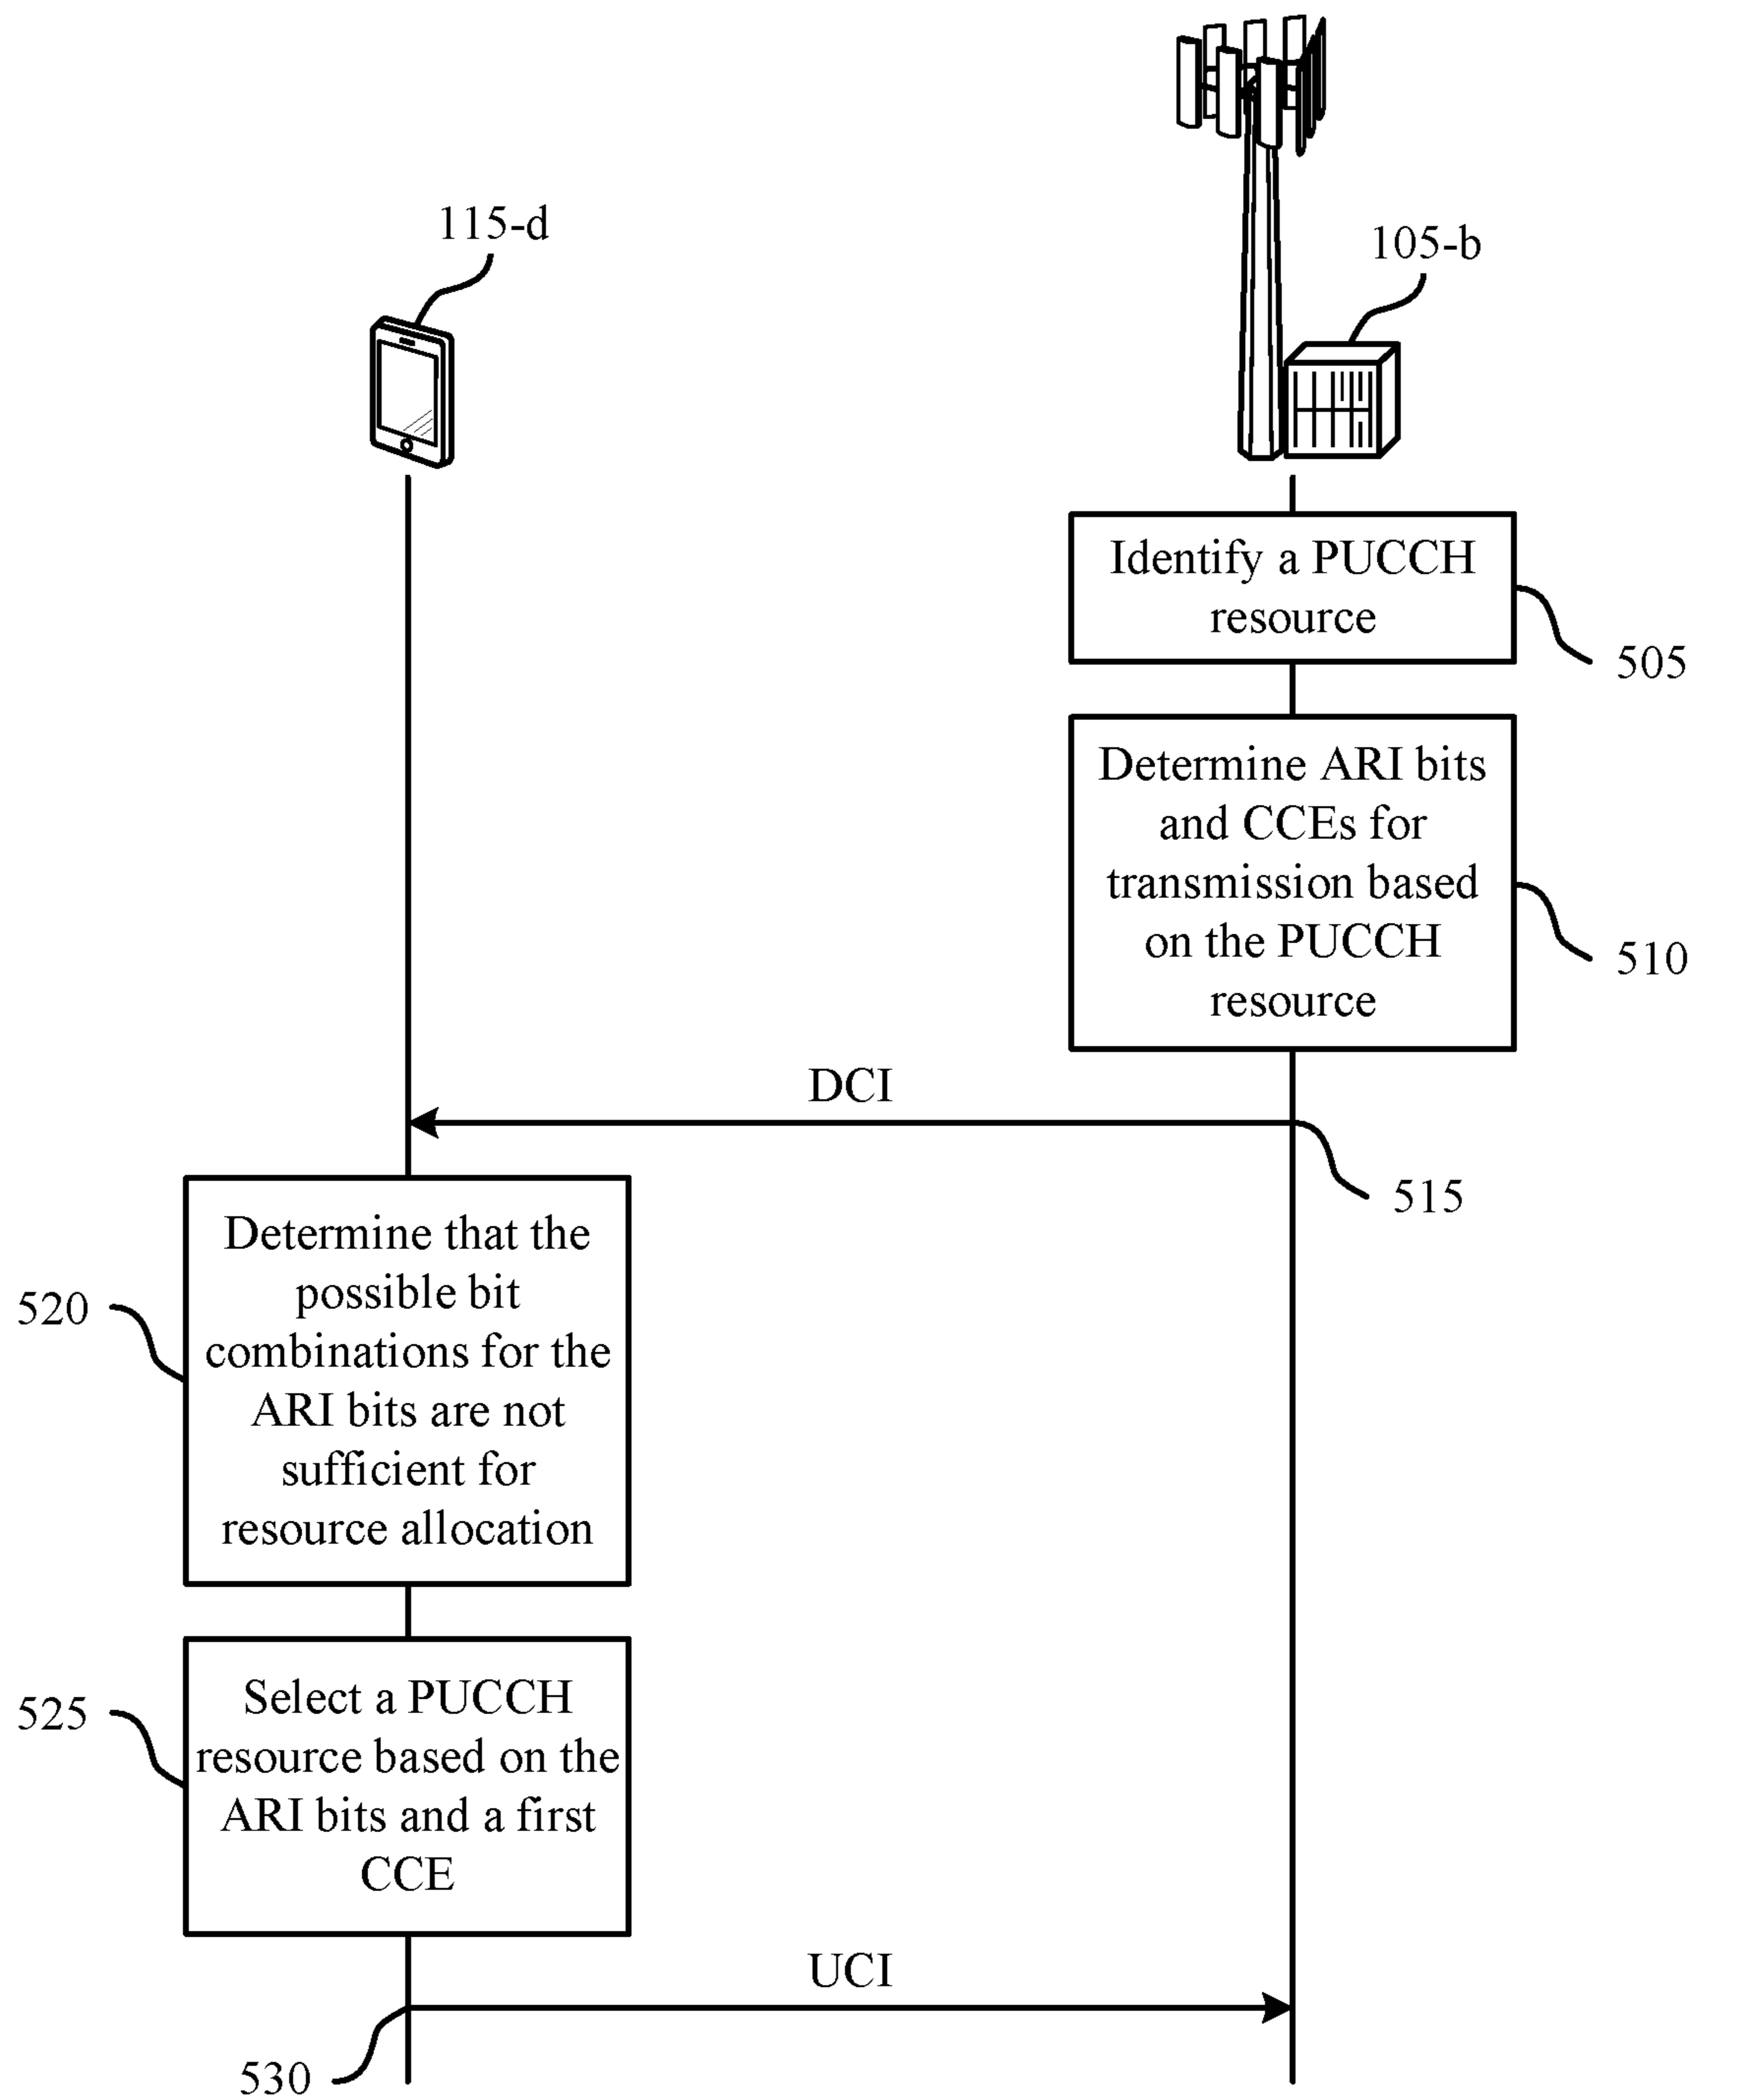 115-d
105-b
Identify a PUCCH
resource
505
Determine ARI bits
and CCEs for
transmission based
on the PUCCH
resource
510
DCI
515
Determine that the
possible bit
combinations for the
ARI bits are not
sufficient for
resource allocation
520
Select a PUCCH
resource based on the
ARI bits and a first
CCE
525
UCI
530